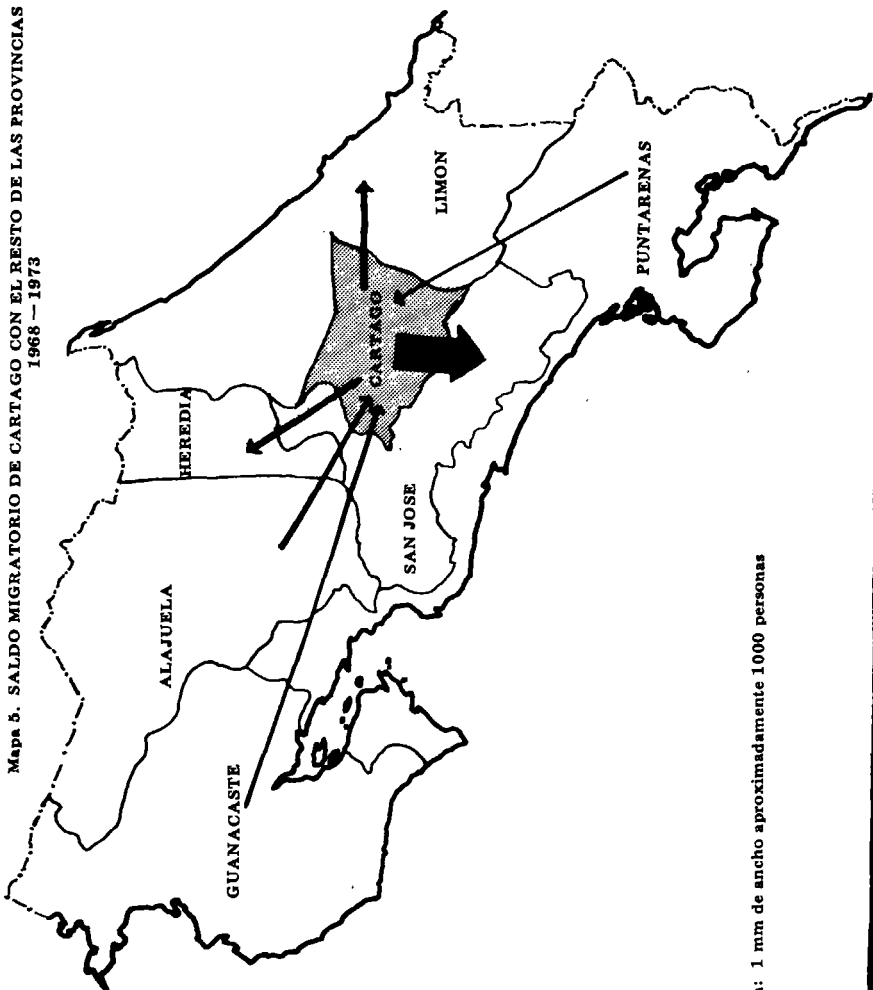 Mapa 5. SALDO MIGRATORIO DE CARTAGO CON EL RESTO DE LAS PROVINCIAS
1968 — 1973
HEREDIA
ALAJUELA
GUANACASTE
CARTAGO
LIMON
SAN JOSE
PUNTARENAS
: 1 mm de ancho aproximadamente 1000 personas